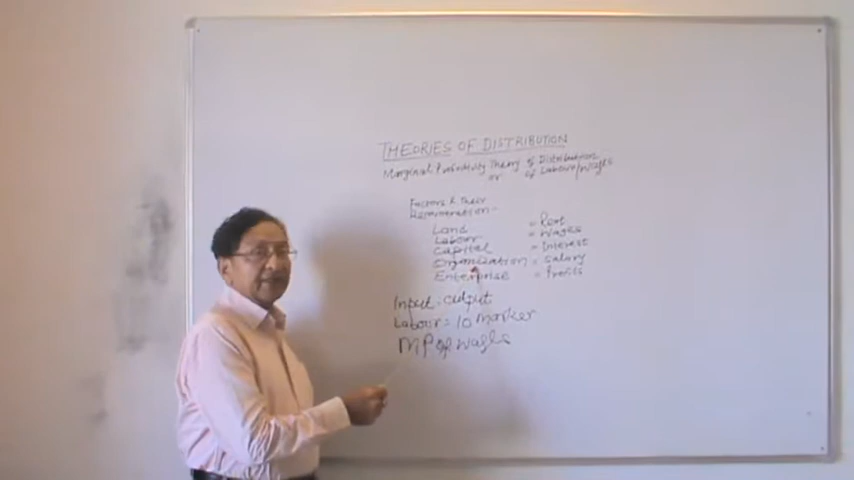 THEORIES OF DISTRIBUTION
Marginal Productivity Theory of Distribution
or of Labour/Wages
Factors & Their
Remuneration:-
Land = Rent
Labour = Wages
Capital = Interest
Organisation = Salary
Enterprise = Profits
Input : output
Labour = 10 Marker
MP of wages